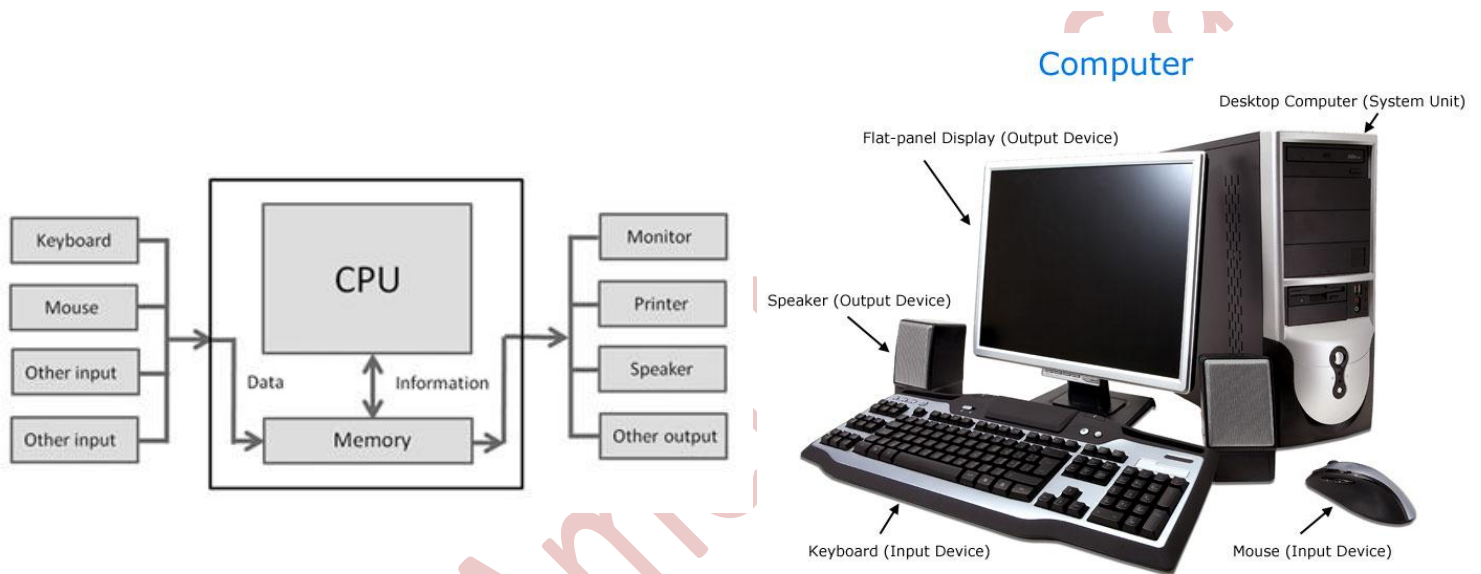 Keyboard
Mouse
Other input
Other input
CPU
Data
Information
Memory
Monitor
Printer
Speaker
Other output
Computer
Desktop Computer (System Unit)
Flat-panel Display (Output Device)
Speaker (Output Device)
Keyboard (Input Device)
Mouse (Input Device)